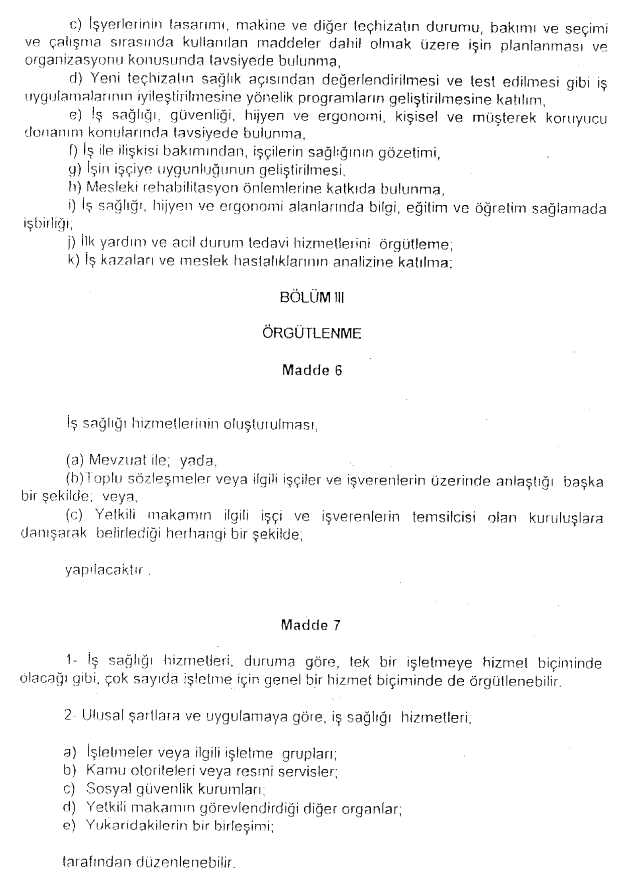 c) İşyerlerinin tasarımı, makine ve diğer teçhizatın durumu, bakımı ve seçimi
ve çalışma sırasında kullanılan maddeler dahil olmak üzere işin planlanması ve
organizasyonu konusunda tavsiyede bulunma,
d) Yeni teçhizatın sağlık açısından değerlendirilmesi ve test edilmesi gibi iş
uygulamalarının iyileştirilmesine yönelik programların geliştirilmesine katılım,
e) İş sağlığı, güvenliği, hijyen ve ergonomi, kişisel ve müşterek koruyucu
donanım konularında tavsiyede bulunma,
f) İş ile ilişkisi bakımından, işçilerin sağlığının gözetimi,
g) İşin işçiye uygunluğunun geliştirilmesi,
h) Mesleki rehabilitasyon önlemlerine katkıda bulunma,
i) İş sağlığı, hijyen ve ergonomi alanlarında bilgi, eğitim ve öğretim sağlamada
işbirliği;
j) İlk yardım ve acil durum tedavi hizmetlerini örgütleme;
k) İş kazaları ve meslek hastalıklarının analizine katılma;
BÖLÜM III
ÖRGÜTLENME
Madde 6
İş sağlığı hizmetlerinin oluşturulması,
(a) Mevzuat ile; yada,
(b)Toplu sözleşmeler veya ilgili işçiler ve işverenlerin üzerinde anlaştığı başka
bir şekilde; veya,
(c) Yetkili makamın ilgili işçi ve işverenlerin temsilcisi olan kuruluşlara
danışarak belirlediği herhangi bir şekilde;
yapılacaktır .
Madde 7
1- İş sağlığı hizmetleri, duruma göre, tek bir işletmeye hizmet biçiminde
olacağı gibi, çok sayıda işletme için genel bir hizmet biçiminde de örgütlenebilir.
2- Ulusal şartlara ve uygulamaya göre, iş sağlığı hizmetleri;
a) İşletmeler veya ilgili işletme grupları;
b) Kamu otoriteleri veya resmi servisler;
c) Sosyal güvenlik kurumları;
d) Yetkili makamın görevlendirdiği diğer organlar;
e) Yukarıdakilerin bir birleşimi;
tarafından düzenlenebilir.